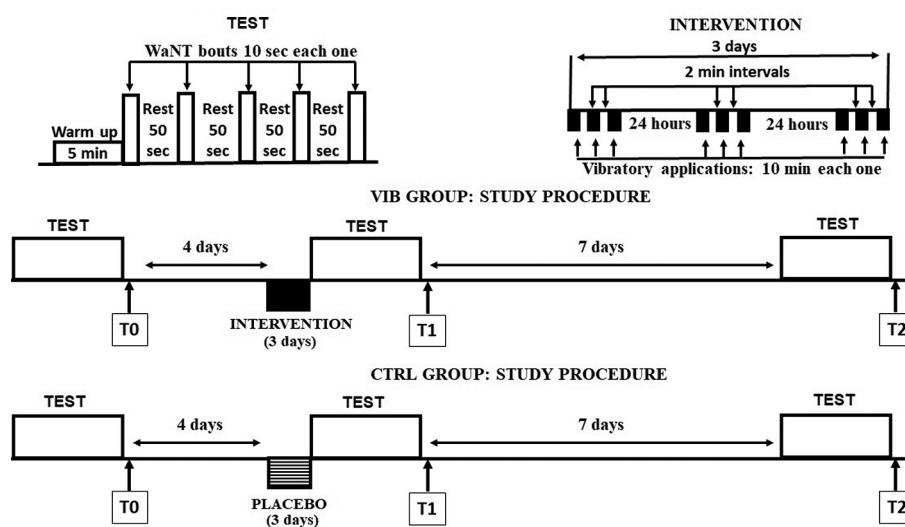 TEST
WaNT bouts 10 sec each one
Rest 50 sec
Rest 50 sec
Rest 50 sec
Rest 50 sec
Warm up
5 min
INTERVENTION
3 days
2 min intervals
24 hours
24 hours
Vibratory applications: 10 min each one
VIB GROUP: STUDY PROCEDURE
TEST
4 days
TEST
7 days
TEST
T0
INTERVENTION
(3 days)
T1
T2
CTRL GROUP: STUDY PROCEDURE
TEST
4 days
TEST
7 days
TEST
T0
PLACEBO
(3 days)
T1
T2